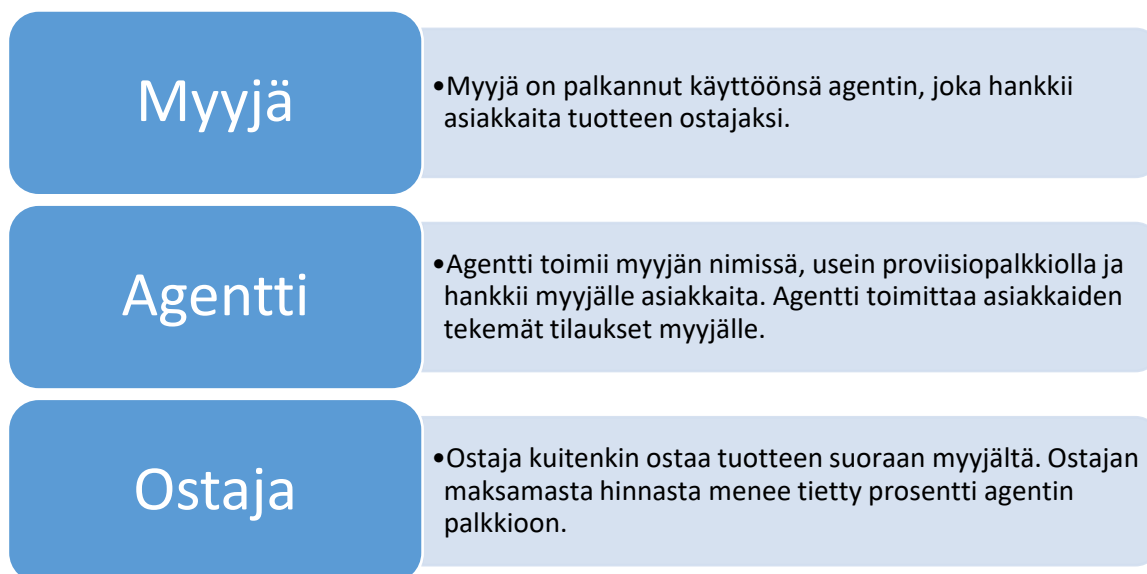 Myyjä
•Myyjä on palkannut käyttöönsä agentin, joka hankkii
asiakkaita tuotteen ostajaksi.
Agentti
•Agentti toimii myyjän nimissä, usein proviisiopalkkiolla ja
hankkii myyjälle asiakkaita. Agentti toimittaa asiakkaiden
tekemät tilaukset myyjälle.
Ostaja
•Ostaja kuitenkin ostaa tuotteen suoraan myyjältä. Ostajan
maksamasta hinnasta menee tietty prosentti agentin
palkkioon.